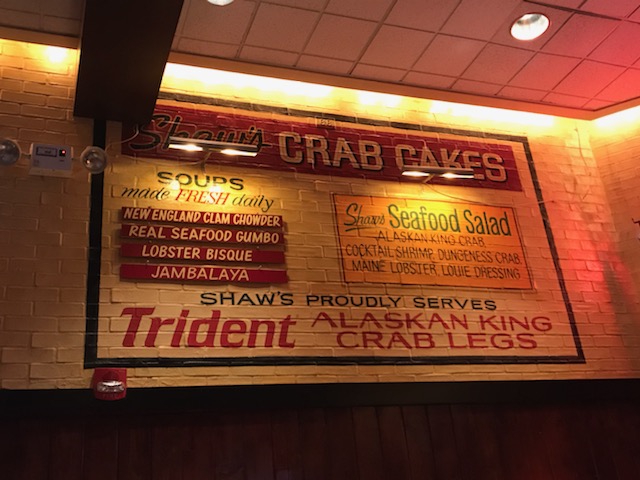 Shaw's CRAB CAKES
SOUPS
made FRESH daily
NEW ENGLAND CLAM CHOWDER
REAL SEAFOOD GUMBO
LOBSTER BISQUE
JAMBALAYA
Shaw's Seafood Salad
ALASKAN KING CRAB
COCKTAIL SHRIMP, DUNGENESS CRAB
MAINE LOBSTER, LOUIE DRESSING
SHAW'S PROUDLY SERVES
Trident ALASKAN KING
CRAB LEGS